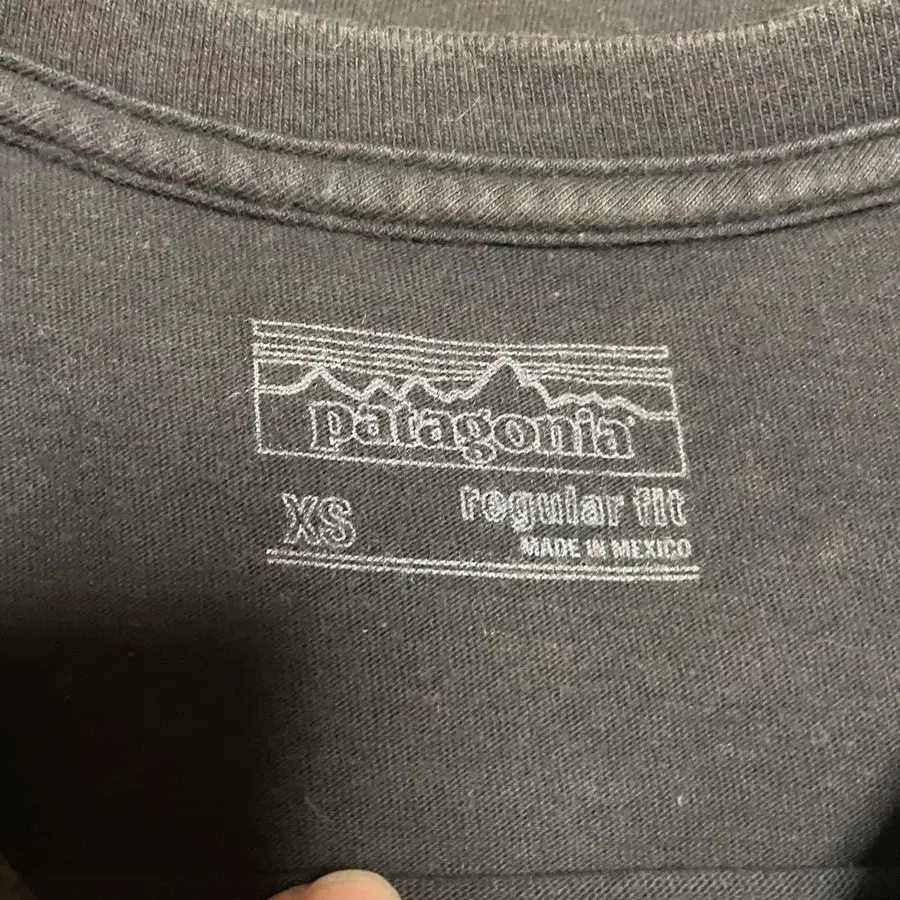 patagonia®
XS
regular fit
MADE IN MEXICO